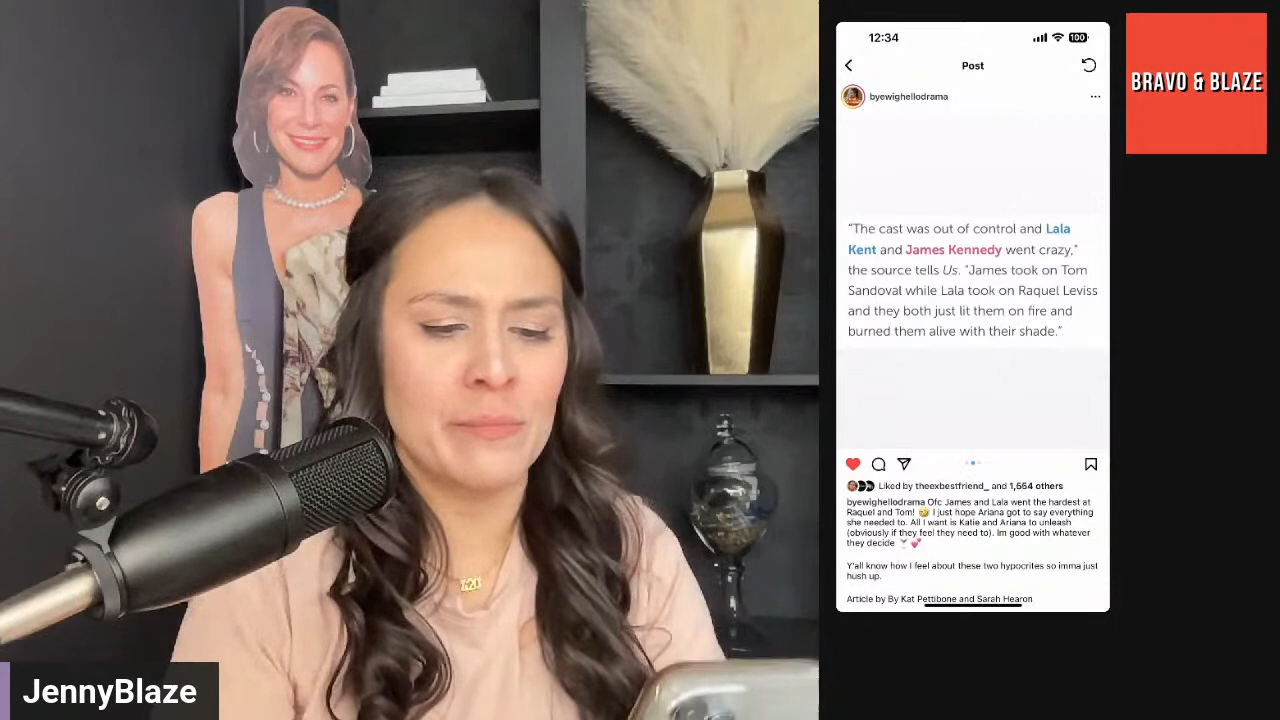 12:34
100
Post
byewighellodrama
BRAVO & BLAZE
"The cast was out of control and Lala
Kent and James Kennedy went crazy,"
the source tells Us. "James took on Tom
Sandoval while Lala took on Raquel Leviss
and they both just lit them on fire and
burned them alive with their shade."
Liked by theexbestfriend_ and 1,664 others
byewighellodrama Ofc James and Lala went the hardest at
Raquel and Tom! 🤣 I just hope Ariana got to say everything
she needed to. All I want is Katie and Ariana to unleash
(obviously if they feel they need to). Im good with whatever
they decide 🍸💕
Y'all know how I feel about these two hypocrites so imma just
hush up.
Article by By Kat Pettibone and Sarah Hearon
420
JennyBlaze